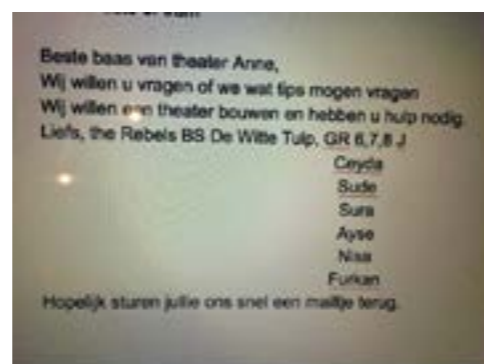 Beste baas van theater Anne,
Wij willen u vragen of we wat tips mogen vragen
Wij willen een theater bouwen en hebben u hulp nodig.
Liefs, the Rebels BS De Witte Tulp, GR 6,7,8 J
Ceyda
Sude
Sura
Ayse
Nisa
Furkan
Hopelijk sturen jullie ons snel een mailtje terug.